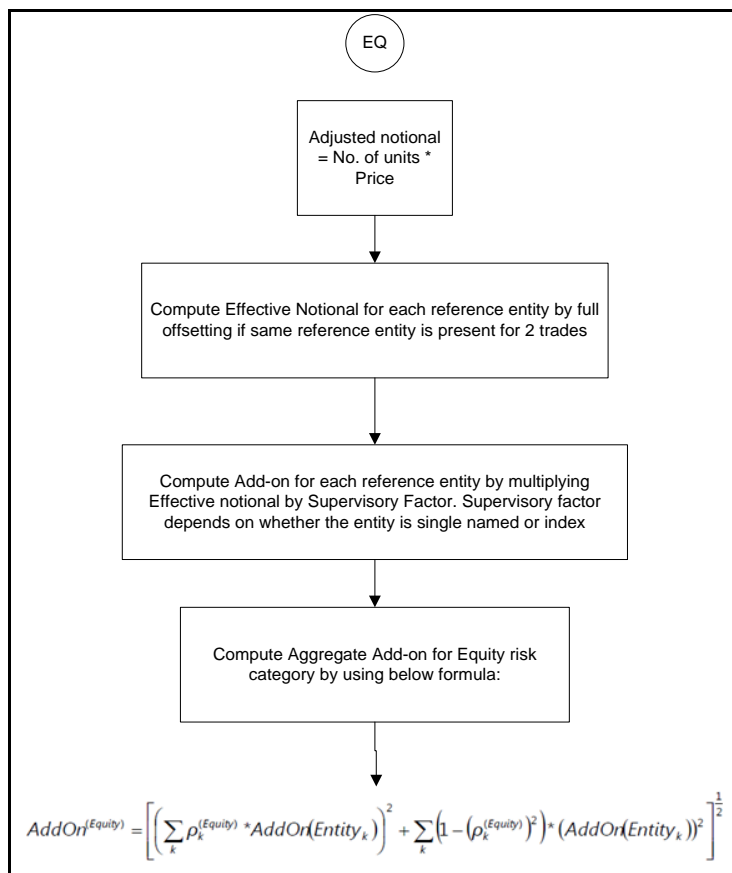 EQ
Adjusted notional
= No. of units *
Price
Compute Effective Notional for each reference entity by full
offsetting if same reference entity is present for 2 trades
Compute Add-on for each reference entity by multiplying
Effective notional by Supervisory Factor. Supervisory factor
depends on whether the entity is single named or index
Compute Aggregate Add-on for Equity risk
category by using below formula:
AddOn^{(Equity)} = [(∑_k ρ_k^{(Equity)} * AddOn(Entity_k))^2 + ∑_k (1 − (ρ_k^{(Equity)})^2) * (AddOn(Entity_k))^2]^{1/2}